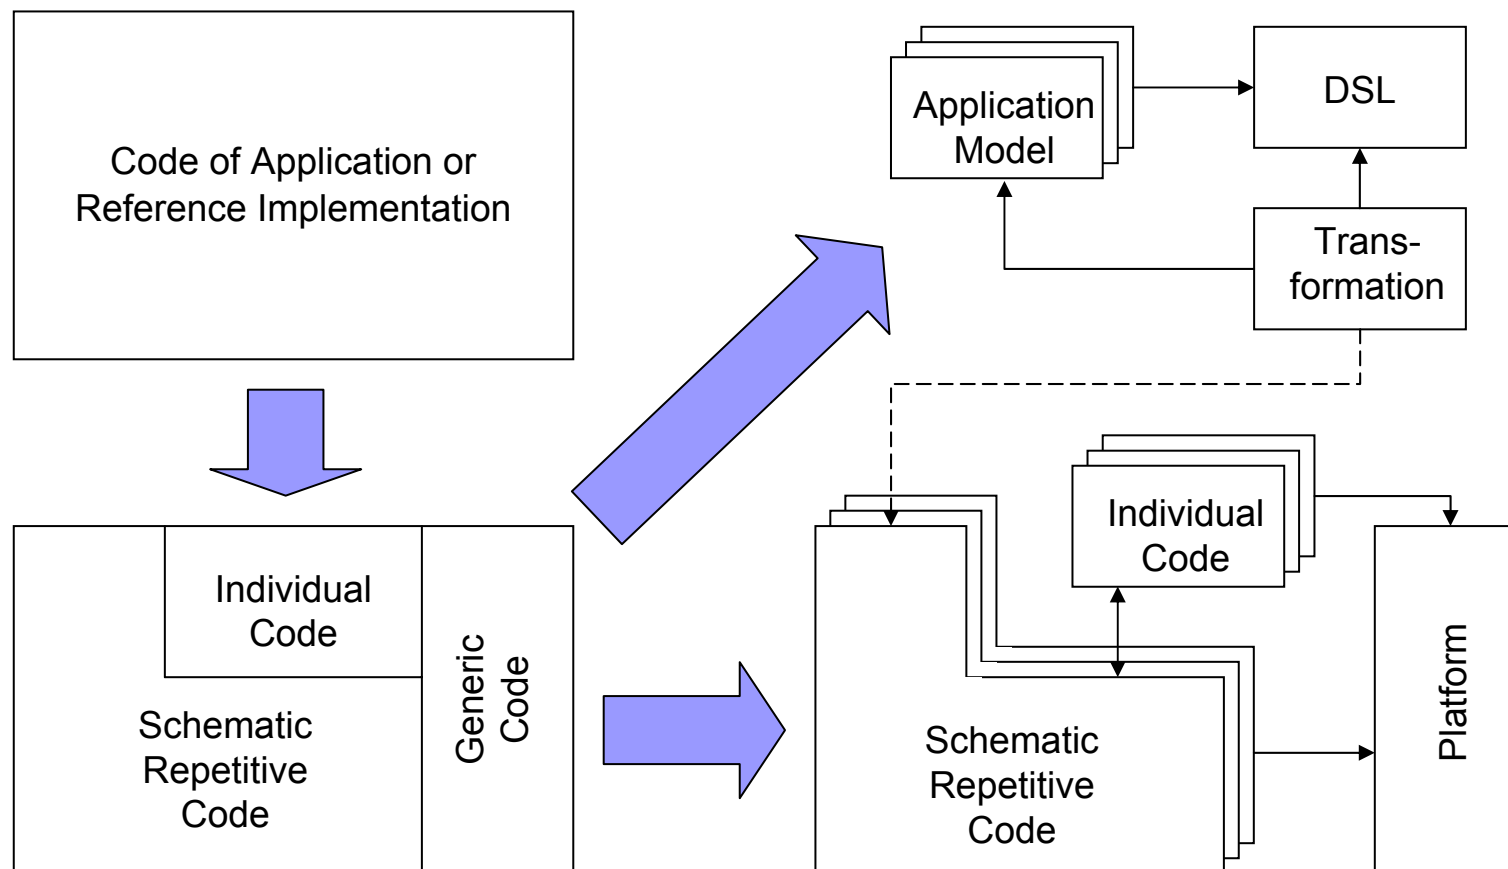 Code of Application or
Reference Implementation
Application
Model
DSL
Trans-
formation
Individual
Code
Schematic
Repetitive
Code
Generic
Code
Individual
Code
Schematic
Repetitive
Code
Platform